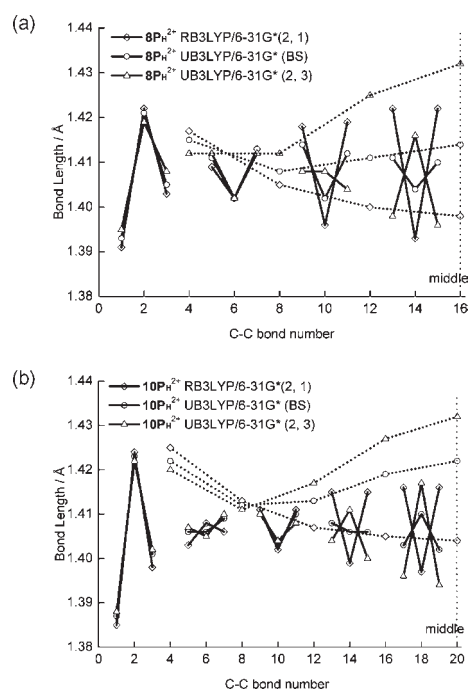 (a)
8PH2+ RB3LYP/6-31G*(2, 1)
8PH2+ UB3LYP/6-31G* (BS)
8PH2+ UB3LYP/6-31G* (2, 3)
Bond Length / Å
1.44
1.43
1.42
1.41
1.40
1.39
1.38
middle
0 2 4 6 8 10 12 14 16
C-C bond number
(b)
10PH2+ RB3LYP/6-31G*(2, 1)
10PH2+ UB3LYP/6-31G* (BS)
10PH2+ UB3LYP/6-31G* (2, 3)
Bond Length / Å
1.44
1.43
1.42
1.41
1.40
1.39
1.38
middle
0 2 4 6 8 10 12 14 16 18 20
C-C bond number